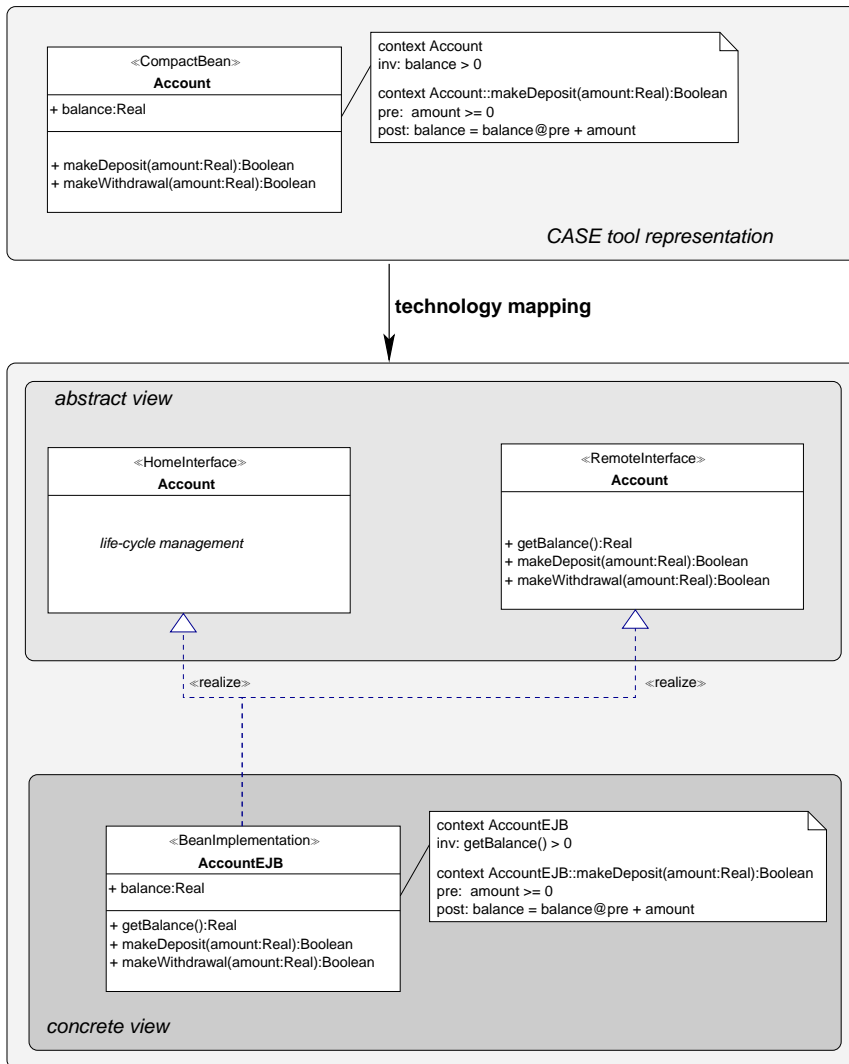 ≪CompactBean≫
Account
+ balance:Real
+ makeDeposit(amount:Real):Boolean
+ makeWithdrawal(amount:Real):Boolean
context Account
inv: balance > 0
context Account::makeDeposit(amount:Real):Boolean
pre:  amount >= 0
post: balance = balance@pre + amount
CASE tool representation
technology mapping
abstract view
≪HomeInterface≫
Account
life-cycle management
≪RemoteInterface≫
Account
+ getBalance():Real
+ makeDeposit(amount:Real):Boolean
+ makeWithdrawal(amount:Real):Boolean
≪realize≫
≪realize≫
≪BeanImplementation≫
AccountEJB
+ balance:Real
+ getBalance():Real
+ makeDeposit(amount:Real):Boolean
+ makeWithdrawal(amount:Real):Boolean
context AccountEJB
inv: getBalance() > 0
context AccountEJB::makeDeposit(amount:Real):Boolean
pre:  amount >= 0
post: balance = balance@pre + amount
concrete view